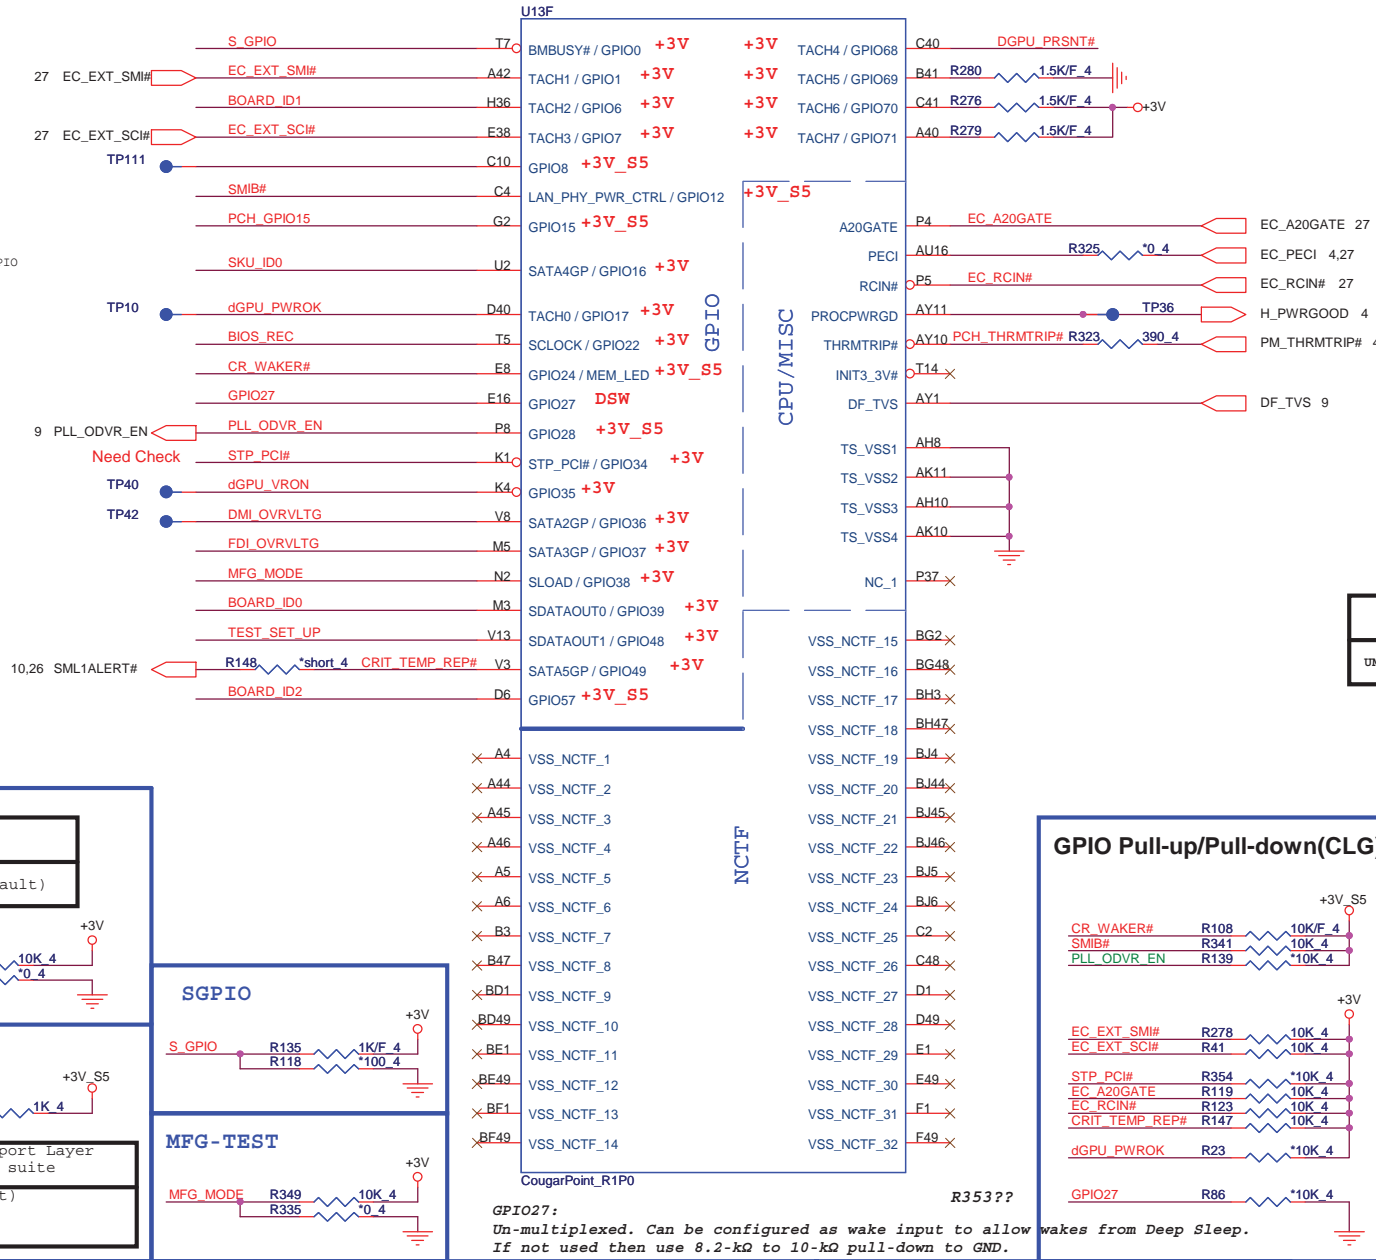 U13F
S_GPIO T7 BMBUSY# / GPIO0 +3V
27 EC_EXT_SMI# EC_EXT_SMI# A42 TACH1 / GPIO1 +3V
BOARD_ID1 H36 TACH2 / GPIO6 +3V
27 EC_EXT_SCI# EC_EXT_SCI# E38 TACH3 / GPIO7 +3V
TP111 C10 GPIO8 +3V_S5
SMIB# C4 LAN_PHY_PWR_CTRL / GPIO12 +3V_S5
PCH_GPIO15 G2 GPIO15 +3V_S5
PIO
SKU_ID0 U2 SATA4GP / GPIO16 +3V
TP10 dGPU_PWROK D40 TACH0 / GPIO17 +3V
BIOS_REC T5 SCLOCK / GPIO22 +3V
CR_WAKER# E8 GPIO24 / MEM_LED +3V_S5
GPIO27 E16 GPIO27 DSW
9 PLL_ODVR_EN PLL_ODVR_EN P8 GPIO28 +3V_S5
Need Check STP_PCI# K1 STP_PCI# / GPIO34 +3V
TP40 dGPU_VRON K4 GPIO35 +3V
TP42 DMI_OVRVLTG V8 SATA2GP / GPIO36 +3V
FDI_OVRVLTG M5 SATA3GP / GPIO37 +3V
MFG_MODE N2 SLOAD / GPIO38 +3V
BOARD_ID0 M3 SDATAOUT0 / GPIO39 +3V
TEST_SET_UP V13 SDATAOUT1 / GPIO48 +3V
10,26 SML1ALERT# R148 *short_4 CRIT_TEMP_REP# V3 SATA5GP / GPIO49 +3V
BOARD_ID2 D6 GPIO57 +3V_S5
GPIO
CPU/MISC
NCTF
+3V TACH4 / GPIO68 C40 DGPU_PRSNT#
+3V TACH5 / GPIO69 B41 R280 1.5K/F_4
+3V TACH6 / GPIO70 C41 R276 1.5K/F_4 +3V
+3V TACH7 / GPIO71 A40 R279 1.5K/F_4
A20GATE P4 EC_A20GATE EC_A20GATE 27
PECI AU16 R325 *0_4 EC_PECI 4,27
RCIN# P5 EC_RCIN# EC_RCIN# 27
PROCPWRGD AY11 TP36 H_PWRGOOD 4
THRMTRIP# AY10 PCH_THRMTRIP# R323 390_4 PM_THRMTRIP# 4
INIT3_3V# T14
DF_TVS AY1 DF_TVS 9
TS_VSS1 AH8
TS_VSS2 AK11
TS_VSS3 AH10
TS_VSS4 AK10
NC_1 P37
VSS_NCTF_15 BG2
VSS_NCTF_16 BG48
VSS_NCTF_17 BH3
VSS_NCTF_18 BH47
VSS_NCTF_19 BJ4
VSS_NCTF_20 BJ44
VSS_NCTF_21 BJ45
VSS_NCTF_22 BJ46
VSS_NCTF_23 BJ5
VSS_NCTF_24 BJ6
VSS_NCTF_25 C2
VSS_NCTF_26 C48
VSS_NCTF_27 D1
VSS_NCTF_28 D49
VSS_NCTF_29 E1
VSS_NCTF_30 E49
VSS_NCTF_31 F1
VSS_NCTF_32 F49
A4 VSS_NCTF_1
A44 VSS_NCTF_2
A45 VSS_NCTF_3
A46 VSS_NCTF_4
A5 VSS_NCTF_5
A6 VSS_NCTF_6
B3 VSS_NCTF_7
B47 VSS_NCTF_8
BD1 VSS_NCTF_9
BD49 VSS_NCTF_10
BE1 VSS_NCTF_11
BE49 VSS_NCTF_12
BF1 VSS_NCTF_13
BF49 VSS_NCTF_14
CougarPoint_R1P0
UM
ault)
+3V
10K_4
*0_4
+3V_S5
1K_4
port Layer
suite
t)
SGPIO
+3V
S_GPIO R135 1K/F_4
R118 *100_4
MFG-TEST
+3V
MFG_MODE R349 10K_4
R335 *0_4
R353??
GPIO27:
Un-multiplexed. Can be configured as wake input to allow wakes from Deep Sleep.
If not used then use 8.2-kΩ to 10-kΩ pull-down to GND.
GPIO Pull-up/Pull-down(CLG)
+3V_S5
CR_WAKER# R108 10K/F_4
SMIB# R341 10K_4
PLL_ODVR_EN R139 *10K_4
+3V
EC_EXT_SMI# R278 10K_4
EC_EXT_SCI# R41 10K_4
STP_PCI# R354 *10K_4
EC_A20GATE R119 10K_4
EC_RCIN# R123 10K_4
CRIT_TEMP_REP# R147 10K_4
dGPU_PWROK R23 *10K_4
GPIO27 R86 *10K_4